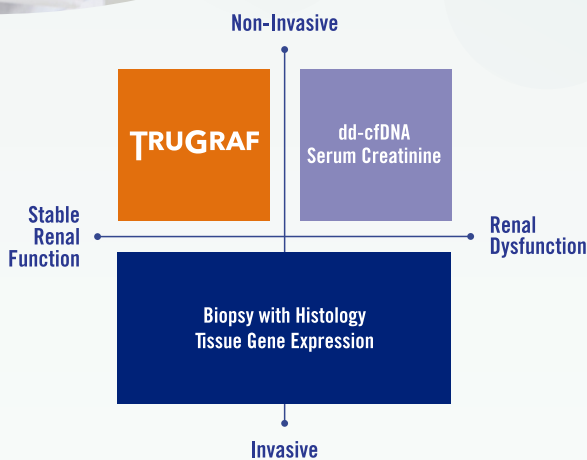 Non-Invasive
TRUGRAF
dd-cfDNA
Serum Creatinine
Stable
Renal
Function
Renal
Dysfunction
Biopsy with Histology
Tissue Gene Expression
Invasive